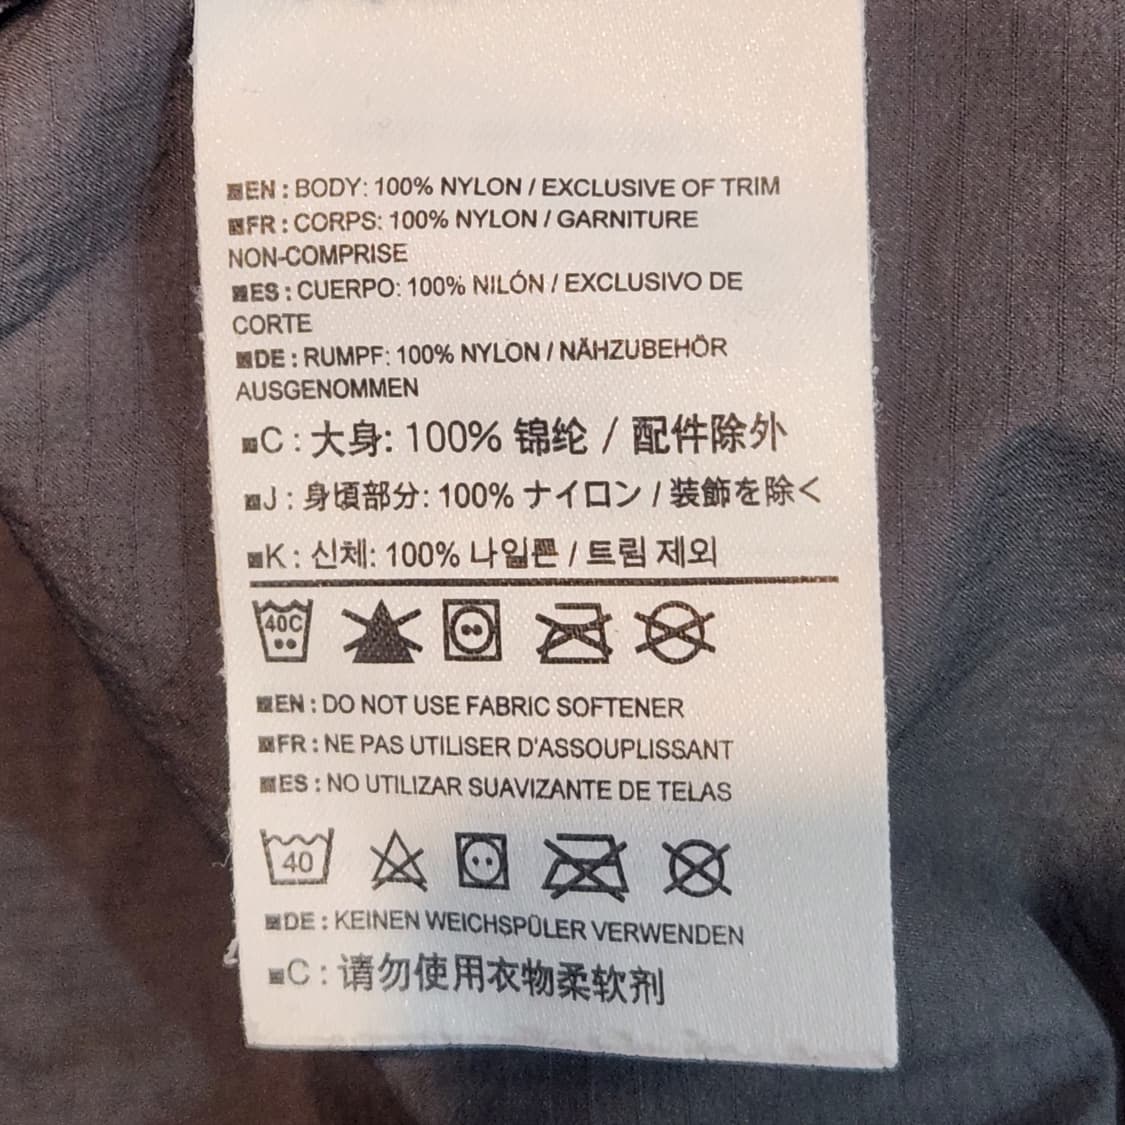 EN : BODY: 100% NYLON / EXCLUSIVE OF TRIM
FR : CORPS: 100% NYLON / GARNITURE
NON-COMPRISE
ES : CUERPO: 100% NILÓN / EXCLUSIVO DE
CORTE
DE : RUMPF: 100% NYLON / NÄHZUBEHÖR
AUSGENOMMEN
C : 大身: 100% 锦纶 / 配件除外
J : 身頃部分: 100% ナイロン / 装飾を除く
K : 신체: 100% 나일론 / 트림 제외
40C
EN : DO NOT USE FABRIC SOFTENER
FR : NE PAS UTILISER D'ASSOUPLISSANT
ES : NO UTILIZAR SUAVIZANTE DE TELAS
40
DE : KEINEN WEICHSPÜLER VERWENDEN
C : 请勿使用衣物柔软剂